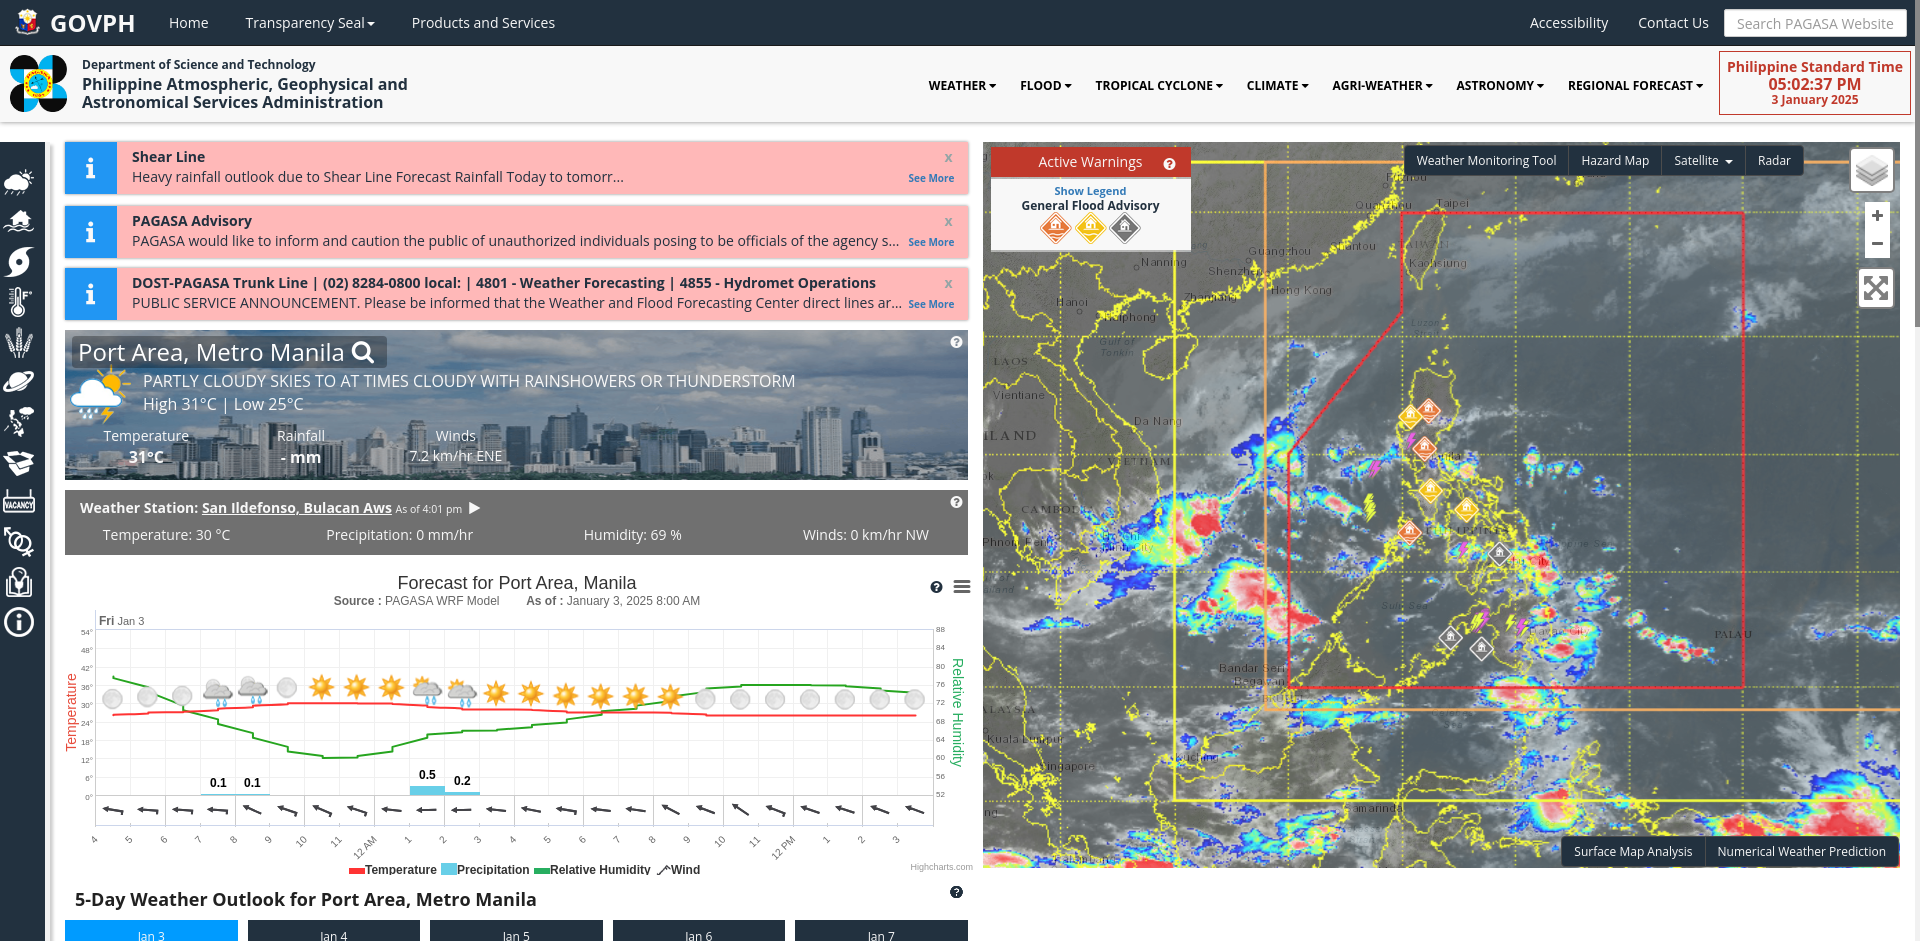 GOVPH
Home
Transparency Seal
Products and Services
Accessibility
Contact Us
Search PAGASA Website
Department of Science and Technology
Philippine Atmospheric, Geophysical and
Astronomical Services Administration
WEATHER
FLOOD
TROPICAL CYCLONE
CLIMATE
AGRI-WEATHER
ASTRONOMY
REGIONAL FORECAST
Philippine Standard Time
05:02:37 PM
3 January 2025
Shear Line
x
Heavy rainfall outlook due to Shear Line Forecast Rainfall Today to tomorr...
See More
PAGASA Advisory
x
PAGASA would like to inform and caution the public of unauthorized individuals posing to be officials of the agency s...
See More
DOST-PAGASA Trunk Line | (02) 8284-0800 local: | 4801 - Weather Forecasting | 4855 - Hydromet Operations
x
PUBLIC SERVICE ANNOUNCEMENT. Please be informed that the Weather and Flood Forecasting Center direct lines ar...
See More
Port Area, Metro Manila
PARTLY CLOUDY SKIES TO AT TIMES CLOUDY WITH RAINSHOWERS OR THUNDERSTORM
High 31°C | Low 25°C
Temperature
Rainfall
Winds
31°C
- mm
7.2 km/hr ENE
Weather Station: San Ildefonso, Bulacan Aws As of 4:01 pm
Temperature: 30 °C
Precipitation: 0 mm/hr
Humidity: 69 %
Winds: 0 km/hr NW
Forecast for Port Area, Manila
Source : PAGASA WRF Model
As of : January 3, 2025 8:00 AM
Fri Jan 3
54°
48°
42°
36°
30°
24°
18°
12°
6°
0°
Temperature
88
84
80
76
72
68
64
60
56
52
Relative Humidity
0.1
0.1
0.5
0.2
4
5
6
7
8
9
10
11
12 AM
1
2
3
4
5
6
7
8
9
10
11
12 PM
1
2
3
Temperature
Precipitation
Relative Humidity
Wind
Highcharts.com
5-Day Weather Outlook for Port Area, Metro Manila
Jan 3
Jan 4
Jan 5
Jan 6
Jan 7
VACANCY
Active Warnings
Show Legend
General Flood Advisory
Weather Monitoring Tool
Hazard Map
Satellite
Radar
+
−
Taipei
TAIWAN
Kaohsiung
Guangzhou
Shantou
Nanning
Shenzhen
Hong Kong
Zhanjiang
Hanoi
Haiphong
Gulf of
Tonkin
Luzon
LAOS
Vientiane
Da Nang
VIETNAM
Sulu Sea
Davao City
PALAU
Bandar Seri
Begawan
Kuala Lumpur
Singapore
Kuching
Samarinda
Surface Map Analysis
Numerical Weather Prediction